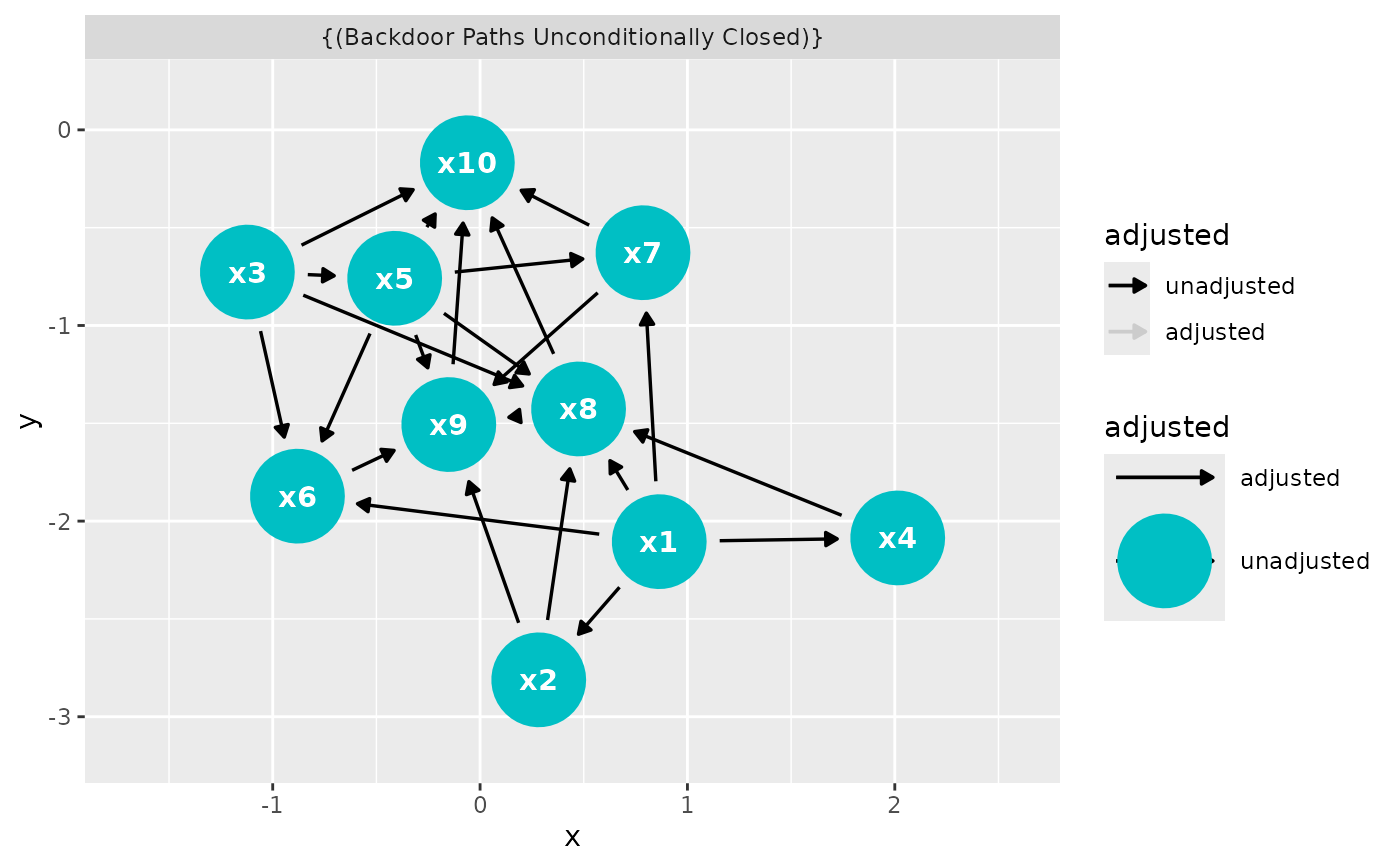 {(Backdoor Paths Unconditionally Closed)}
0
-1
-2
-3
y
x10
x7
x3
x5
x8
x9
x6
x1
x4
x2
-1
0
1
2
x
adjusted
unadjusted
adjusted
adjusted
adjusted
unadjusted